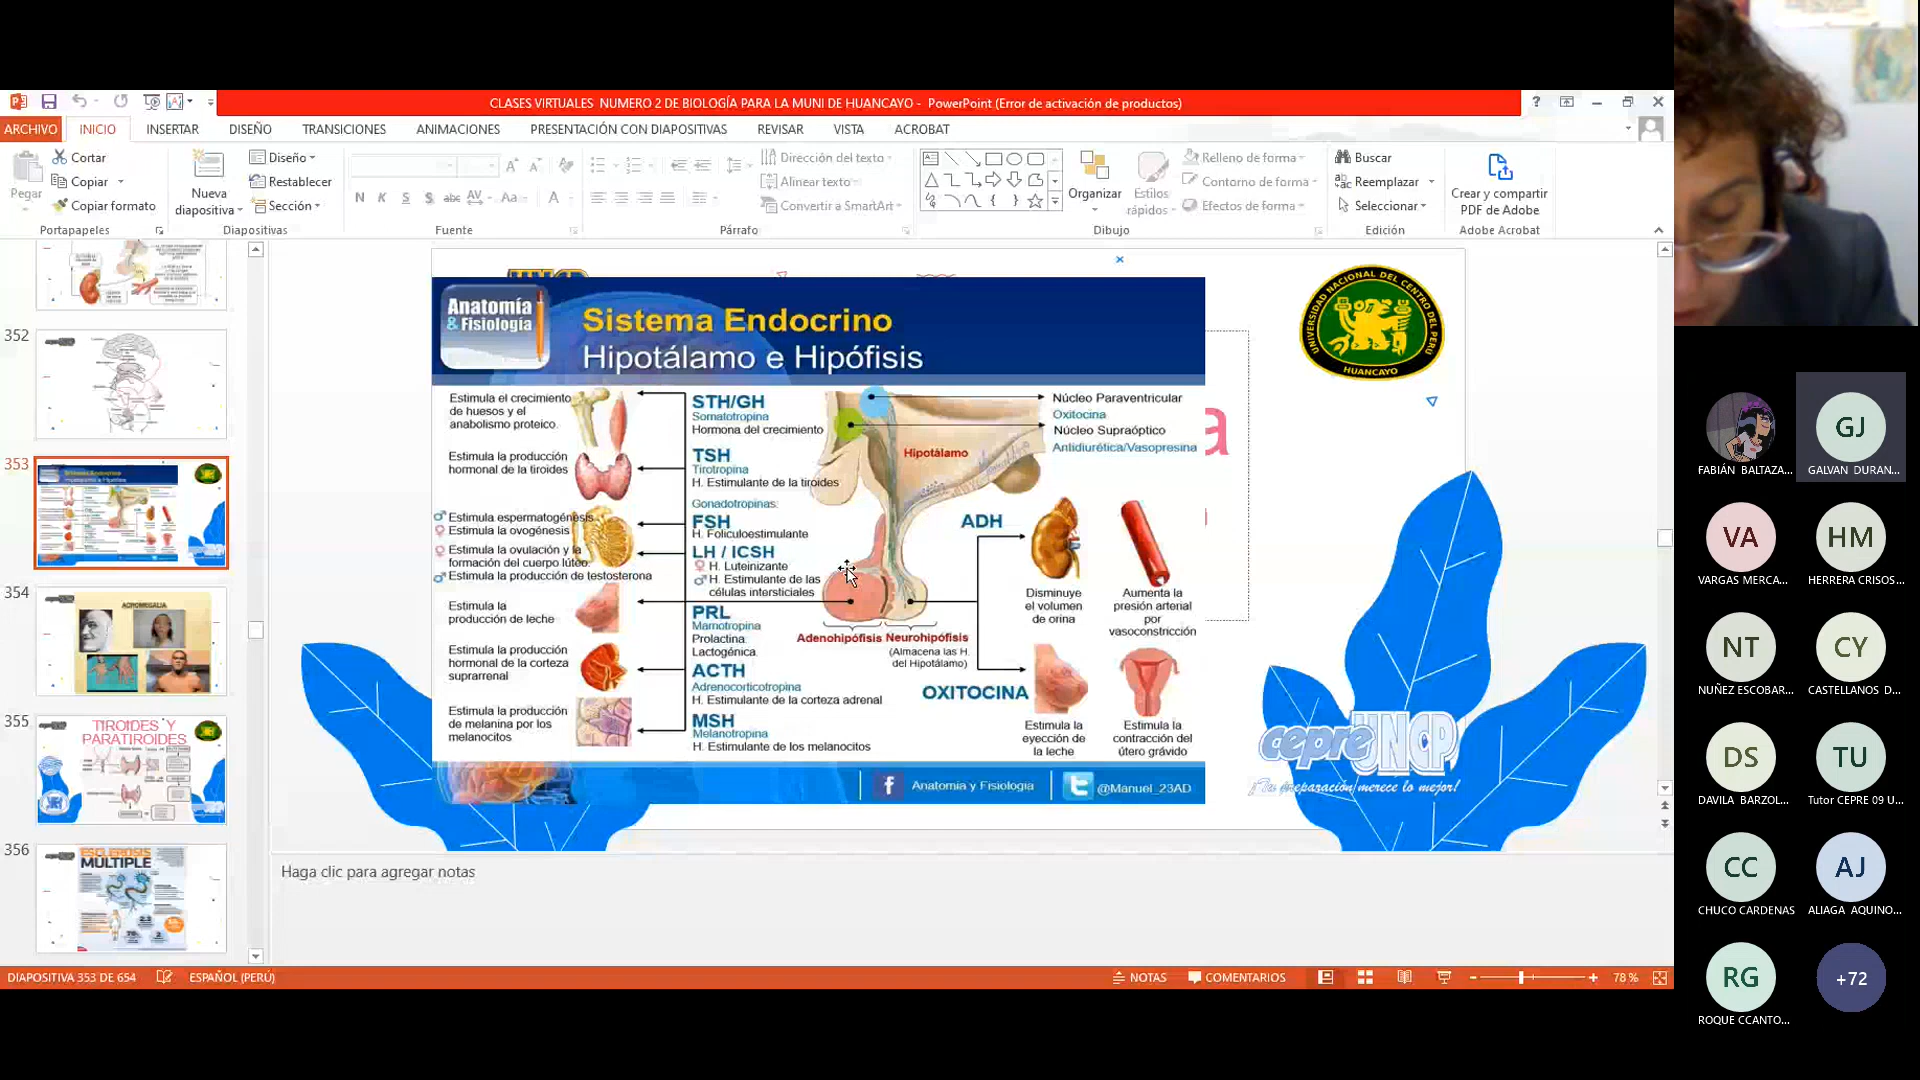 CLASES VIRTUALES NUMERO 2 DE BIOLOGÍA PARA LA MUNI DE HUANCAYO - PowerPoint (Error de activación de productos)
ARCHIVO INICIO INSERTAR DISEÑO TRANSICIONES ANIMACIONES PRESENTACIÓN CON DIAPOSITIVAS REVISAR VISTA ACROBAT
Pegar
Cortar
Copiar
Copiar formato
Portapapeles
Nueva
diapositiva
Diseño
Restablecer
Sección
Diapositivas
N K S S abc AV Aa A
Fuente
Dirección del texto
Alinear texto
Convertir a SmartArt
Párrafo
Organizar
Estilos
rápidos
Relleno de forma
Contorno de forma
Efectos de forma
Dibujo
Buscar
Reemplazar
Seleccionar
Edición
Crear y compartir
PDF de Adobe
Adobe Acrobat
352
353
354
ACROMEGALIA
355
TIROIDES Y
PARATIROIDES
356
ESCLEROSIS
MÚLTIPLE
Anatomía
& Fisiología
Sistema Endocrino
Hipotálamo e Hipófisis
Estimula el crecimiento
de huesos y el
anabolismo proteico.
Estimula la producción
hormonal de la tiroides
Estimula espermatogénesis
Estimula la ovogénesis
Estimula la ovulación y la
formación del cuerpo lúteo.
Estimula la producción de testosterona
Estimula la
producción de leche
Estimula la producción
hormonal de la corteza
suprarrenal
Estimula la producción
de melanina por los
melanocitos
STH/GH
Somatotropina
Hormona del crecimiento
TSH
Tirotropina
H. Estimulante de la tiroides
Gonadotropinas:
FSH
H. Foliculoestimulante
LH / ICSH
H. Luteinizante
H. Estimulante de las
células intersticiales
PRL
Mamotropina
Prolactina
Lactogénica
ACTH
Adrenocorticotropina
H. Estimulante de la corteza adrenal
MSH
Melanotropina
H. Estimulante de los melanocitos
Hipotálamo
Adenohipófisis Neurohipófisis
(Almacena las H.
del Hipotálamo)
Núcleo Paraventricular
Oxitocina
Núcleo Supraóptico
Antidiurética/Vasopresina
ADH
Disminuye
el volumen
de orina
Aumenta la
presión arterial
por
vasoconstricción
OXITOCINA
Estimula la
eyección de
la leche
Estimula la
contracción del
útero grávido
Anatomía y Fisiología
@Manuel_23AD
UNIVERSIDAD NACIONAL DEL CENTRO DEL PERU
HUANCAYO
a
cepre UNCP
¡Tu preparación merece lo mejor!
Haga clic para agregar notas
DIAPOSITIVA 353 DE 654 ESPAÑOL (PERÚ) NOTAS COMENTARIOS 78 %
FABIÁN BALTAZA...
GJ
GALVAN DURAN...
VA
VARGAS MERCA...
HM
HERRERA CRISOS...
NT
NUÑEZ ESCOBAR...
CY
CASTELLANOS D...
DS
DAVILA BARZOL...
TU
Tutor CEPRE 09 U...
CC
CHUCO CARDENAS
AJ
ALIAGA AQUINO...
RG
ROQUE CCANTO...
+72